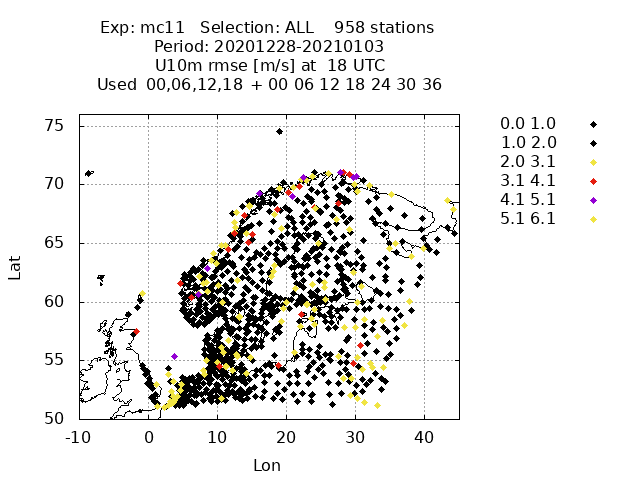 Exp: mc11 Selection: ALL 958 stations
Period: 20201228-20210103
U10m rmse [m/s] at 18 UTC
Used 00,06,12,18 + 00 06 12 18 24 30 36
75
70
65
60
55
50
-10 0 10 20 30 40
Lat
Lon
0.0 1.0
1.0 2.0
2.0 3.1
3.1 4.1
4.1 5.1
5.1 6.1